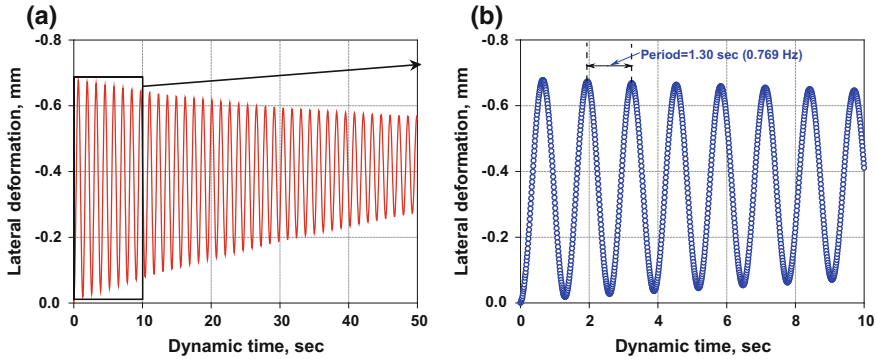 (a)
-0.8
-0.6
-0.4
-0.2
0.0
Lateral deformation, mm
0 10 20 30 40 50
Dynamic time, sec
(b)
-0.8
-0.6
-0.4
-0.2
0.0
Lateral deformation, mm
Period=1.30 sec (0.769 Hz)
0 2 4 6 8 10
Dynamic time, sec